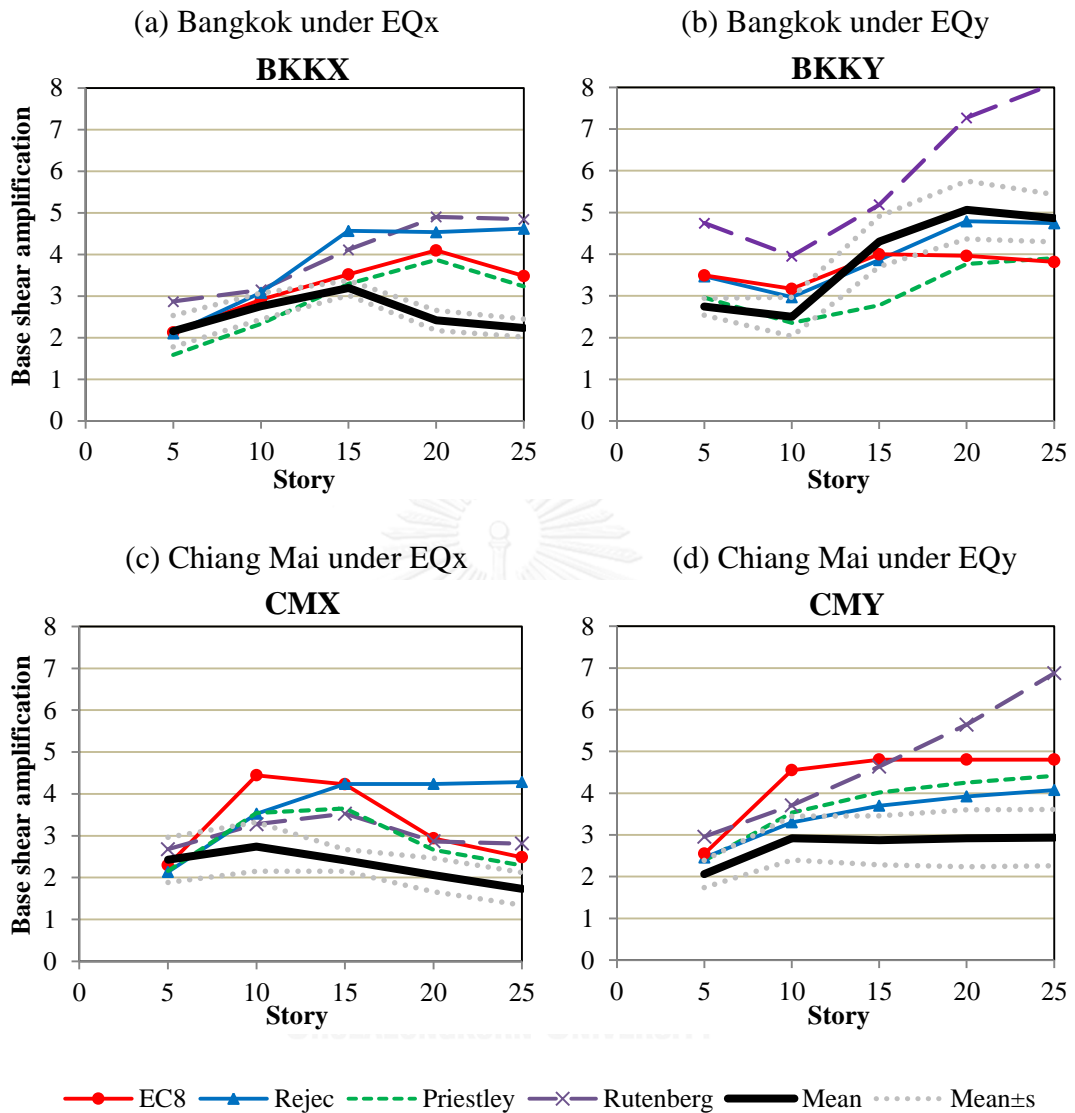 (a) Bangkok under EQx
(b) Bangkok under EQy
BKKX
BKKY
Base shear amplification
8
7
6
5
4
3
2
1
0
0 5 10 15 20 25
Story
8
7
6
5
4
3
2
1
0
0 5 10 15 20 25
Story
(c) Chiang Mai under EQx
(d) Chiang Mai under EQy
CMX
CMY
Base shear amplification
8
7
6
5
4
3
2
1
0
0 5 10 15 20 25
Story
8
7
6
5
4
3
2
1
0
0 5 10 15 20 25
Story
EC8 Rejec Priestley Rutenberg Mean Mean±s